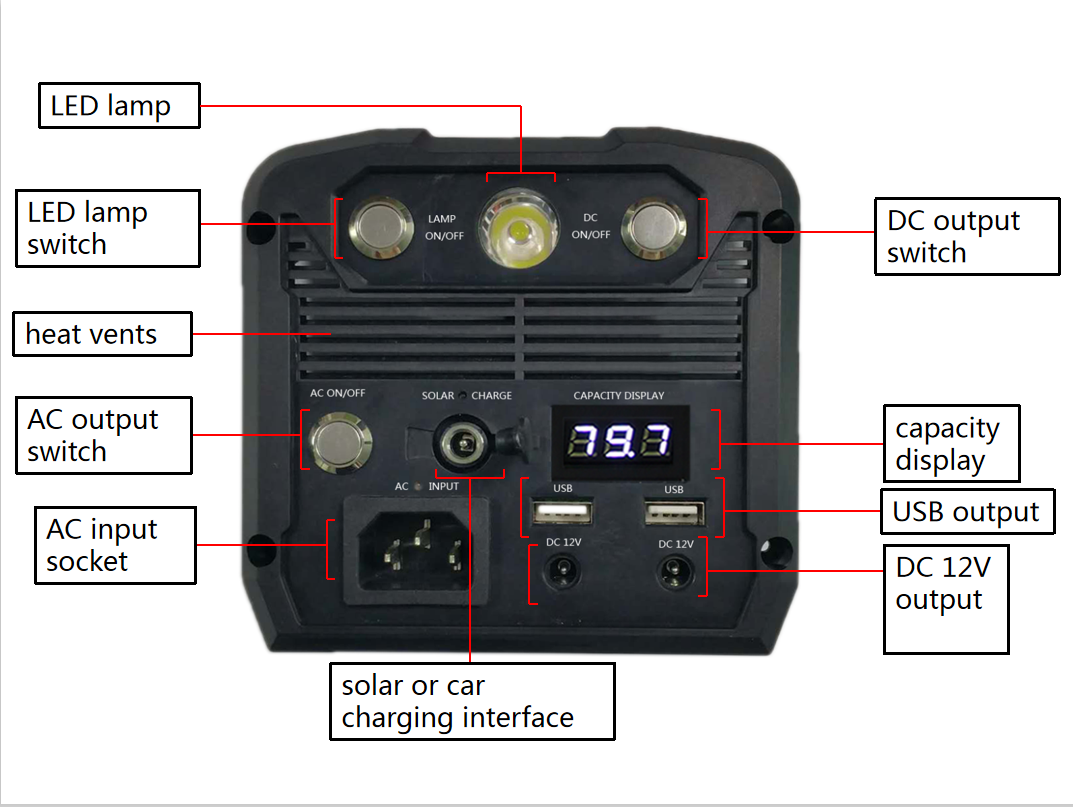 LED lamp
LED lamp
switch
heat vents
AC output
switch
AC input
socket
solar or car
charging interface
DC output
switch
capacity
display
USB output
DC 12V
output
LAMP
ON/OFF
DC
ON/OFF
AC ON/OFF
SOLAR CHARGE
CAPACITY DISPLAY
79.7
AC INPUT
USB
USB
DC 12V
DC 12V